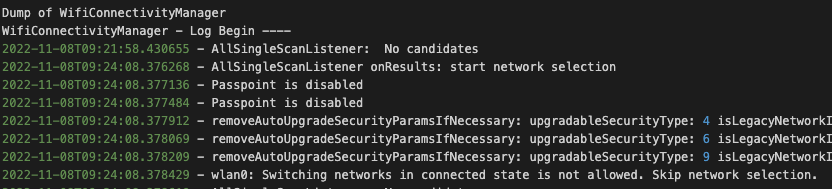 Dump of WifiConnectivityManager
WifiConnectivityManager - Log Begin ----
2022-11-08T09:21:58.430655 - AllSingleScanListener:  No candidates
2022-11-08T09:24:08.376268 - AllSingleScanListener onResults: start network selection
2022-11-08T09:24:08.377136 - Passpoint is disabled
2022-11-08T09:24:08.377484 - Passpoint is disabled
2022-11-08T09:24:08.377912 - removeAutoUpgradeSecurityParamsIfNecessary: upgradableSecurityType: 4 isLegacyNetworkI
2022-11-08T09:24:08.378069 - removeAutoUpgradeSecurityParamsIfNecessary: upgradableSecurityType: 6 isLegacyNetworkI
2022-11-08T09:24:08.378209 - removeAutoUpgradeSecurityParamsIfNecessary: upgradableSecurityType: 9 isLegacyNetworkI
2022-11-08T09:24:08.378429 - wlan0: Switching networks in connected state is not allowed. Skip network selection.